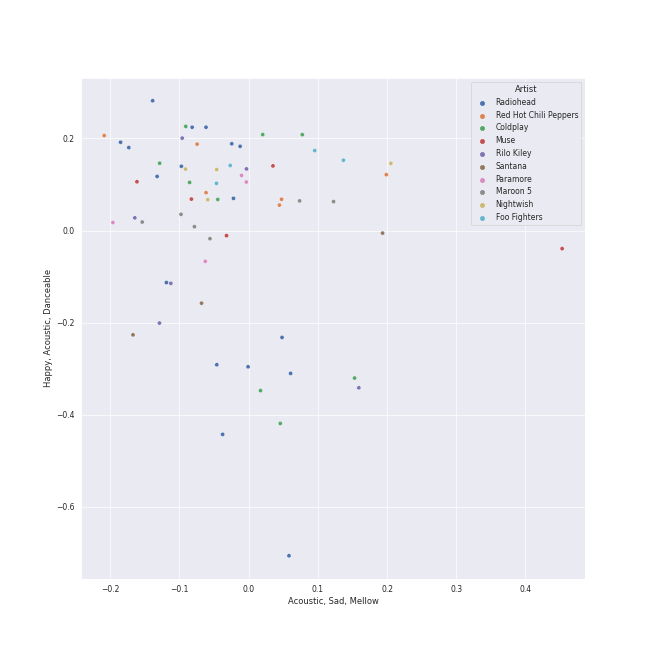 Artist
Radiohead
Red Hot Chili Peppers
Coldplay
Muse
Rilo Kiley
Santana
Paramore
Maroon 5
Nightwish
Foo Fighters
0.2
0.0
−0.2
−0.4
−0.6
Happy, Acoustic, Danceable
−0.2 −0.1 0.0 0.1 0.2 0.3 0.4
Acoustic, Sad, Mellow